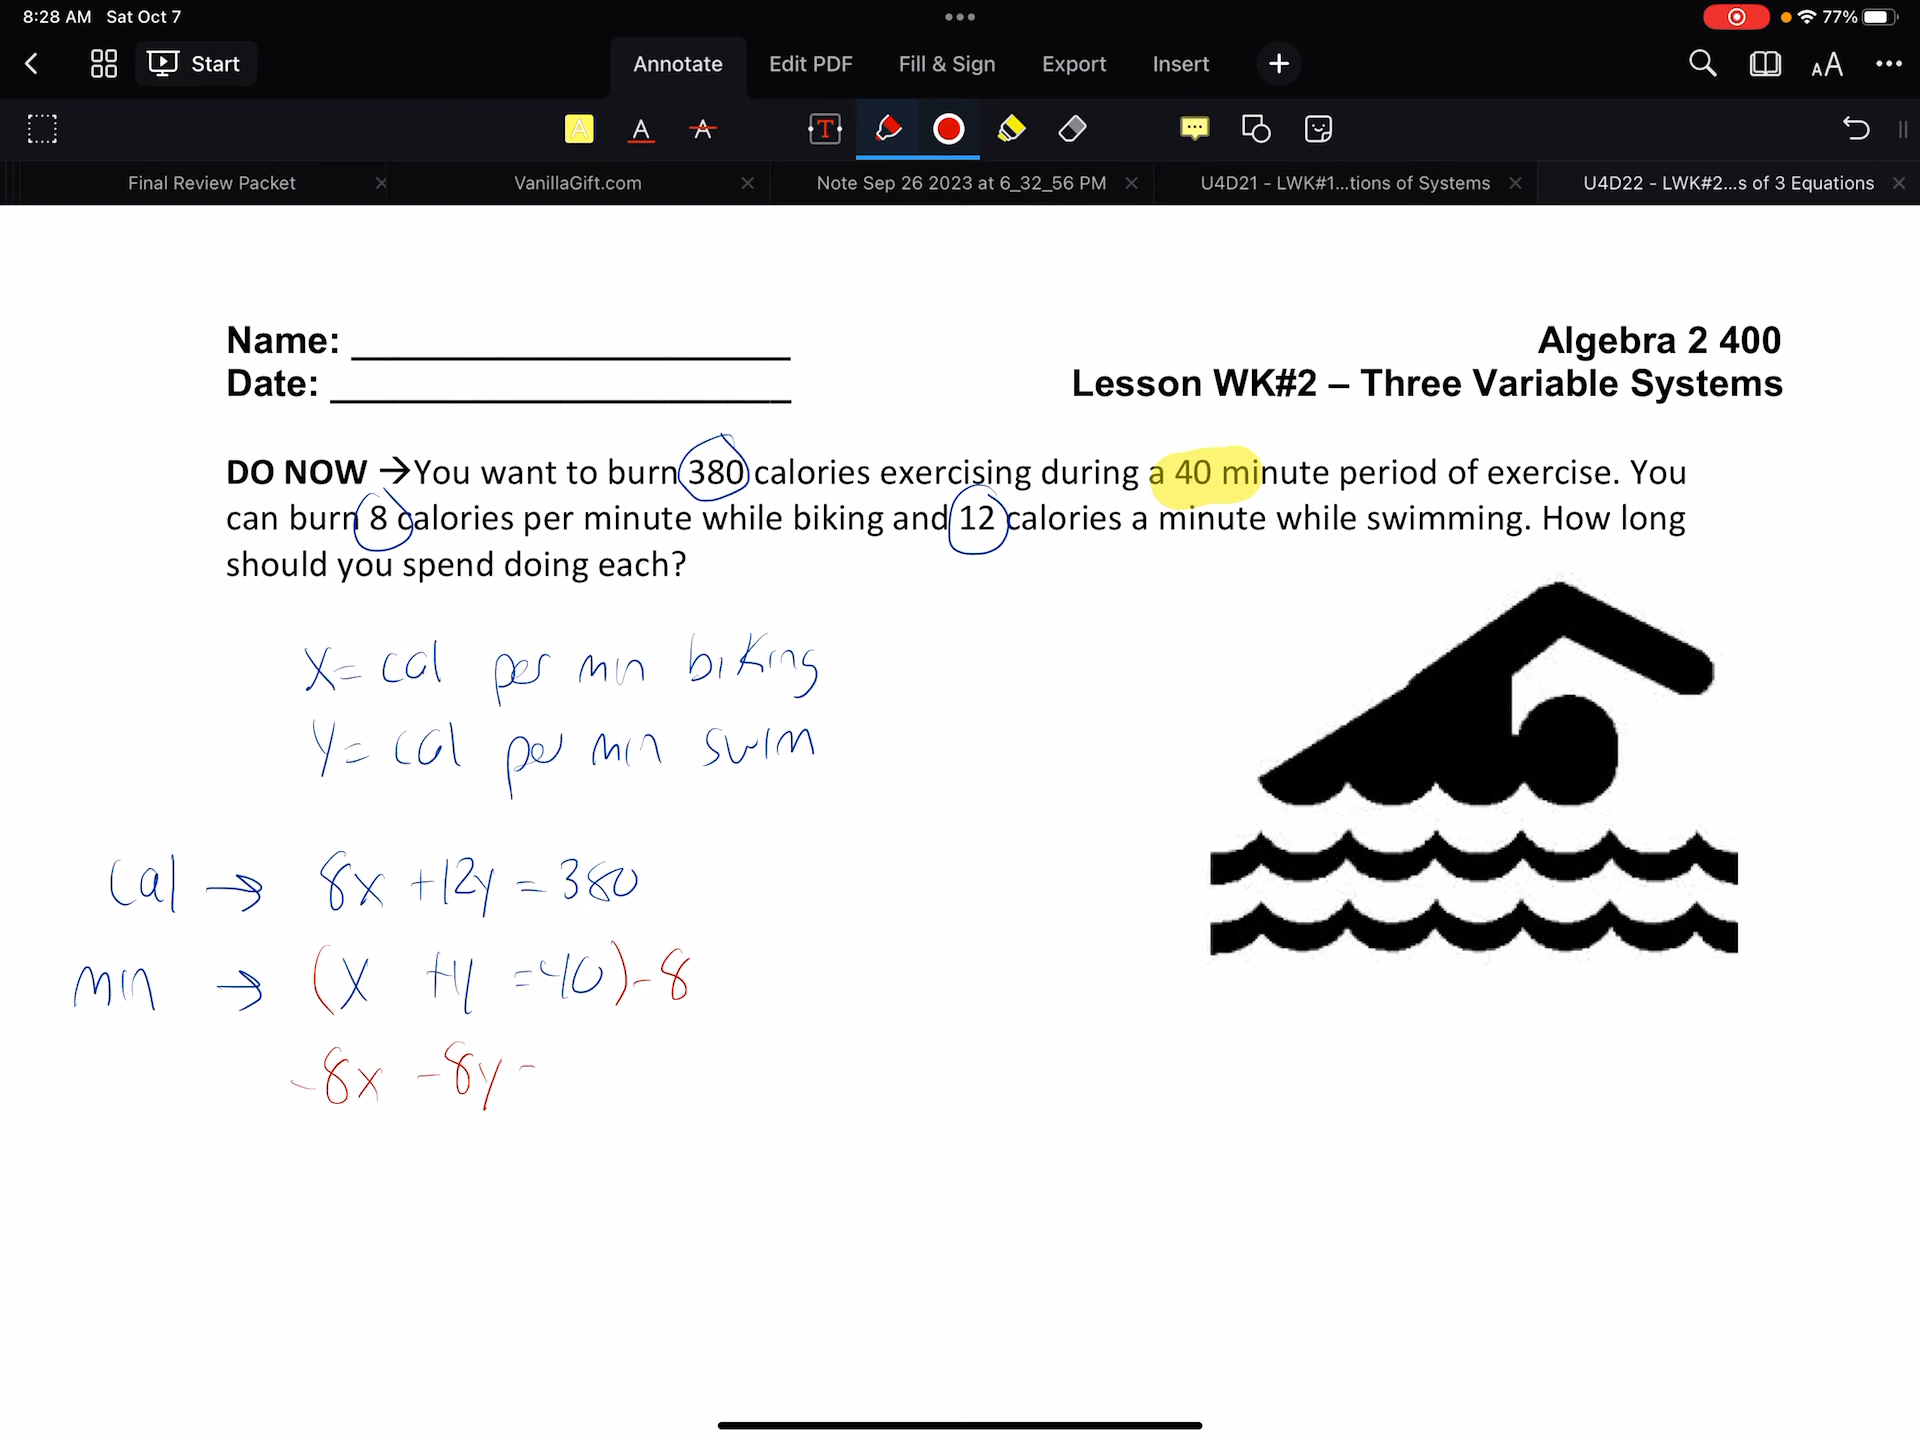 8:28 AM Sat Oct 7
77%
Start
Annotate
Edit PDF
Fill & Sign
Export
Insert
AA
A
A
A
T
Final Review Packet
VanillaGift.com
Note Sep 26 2023 at 6_32_56 PM
U4D21 - LWK#1...tions of Systems
U4D22 - LWK#2...s of 3 Equations
Name: ____________________
Algebra 2 400
Date: ____________________
Lesson WK#2 – Three Variable Systems
DO NOW →You want to burn 380 calories exercising during a 40 minute period of exercise. You
can burn 8 calories per minute while biking and 12 calories a minute while swimming. How long
should you spend doing each?
X= cal per min biking
Y= cal per min swim
Cal → 8x +12y = 380
min → (x +y =40)-8
-8x -8y -